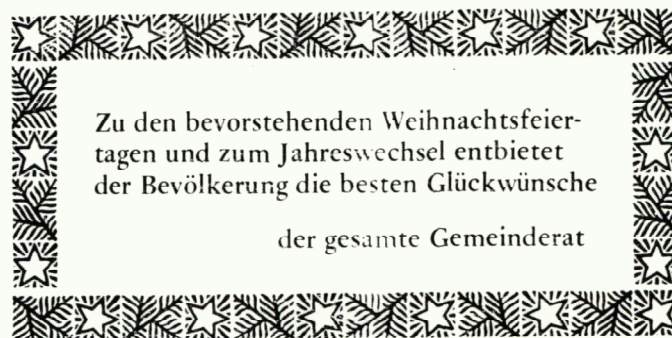 Zu den bevorstehenden Weihnachtsfeier-
tagen und zum Jahreswechsel entbietet
der Bevölkerung die besten Glückwünsche
der gesamte Gemeinderat